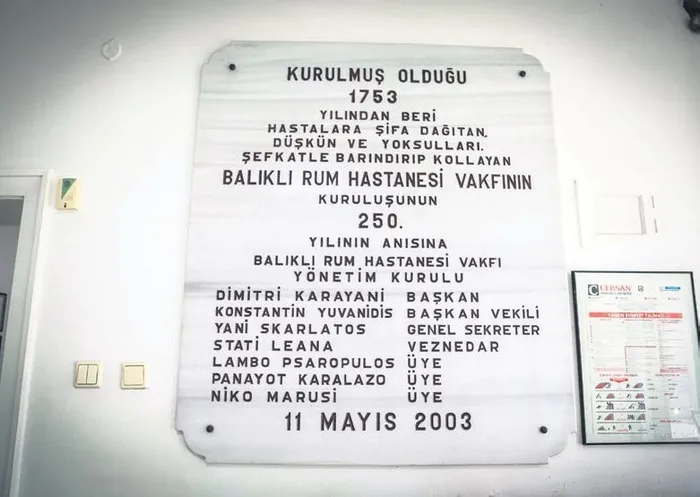 KURULMUŞ OLDUĞU
1753
YILINDAN BERİ
HASTALARA ŞİFA DAĞITAN,
DÜŞKÜN VE YOKSULLARI,
ŞEFKATLE BARINDIRIP KOLLAYAN
BALIKLI RUM HASTANESİ VAKFININ
KURULUŞUNUN
250.
YILININ ANISINA
BALIKLI RUM HASTANESİ VAKFI
YÖNETİM KURULU
DİMİTRİ KARAYANİ BAŞKAN
KONSTANTİN YUVANİDİS BAŞKAN VEKİLİ
YANİ SKARLATOS GENEL SEKRETER
STATİ LEANA VEZNEDAR
LAMBO PSAROPULOS ÜYE
PANAYOT KARALAZO ÜYE
NİKO MARUSİ ÜYE
11 MAYIS 2003
CEBSAN